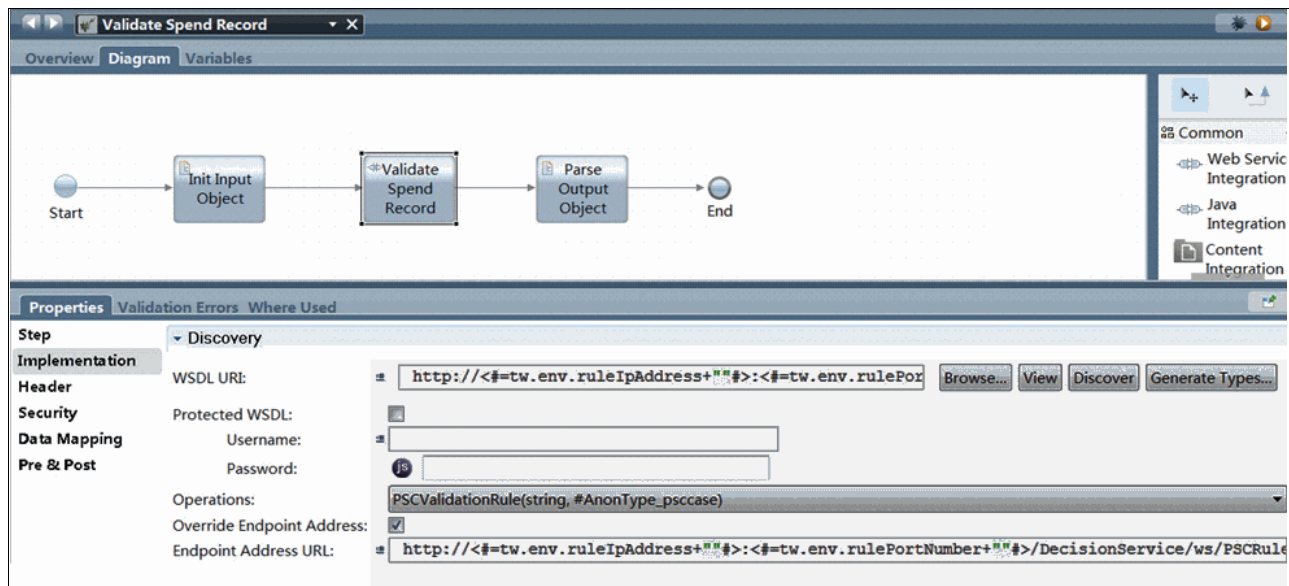 Validate Spend Record
Overview Diagram Variables
Start
Init Input
Object
Validate
Spend
Record
Parse
Output
Object
End
Common
Web Servic
Integration
Java
Integration
Content
Integration
Properties Validation Errors Where Used
Step
Implementation
Header
Security
Data Mapping
Pre & Post
Discovery
WSDL URI: http://<#=tw.env.ruleIpAddress+""#>:<#=tw.env.rulePor Browse... View Discover Generate Types...
Protected WSDL:
Username:
Password: js
Operations: PSCValidationRule(string, #AnonType_psccase)
Override Endpoint Address:
Endpoint Address URL: http://<#=tw.env.ruleIpAddress+""#>:<#=tw.env.rulePortNumber+""#>/DecisionService/ws/PSCRule